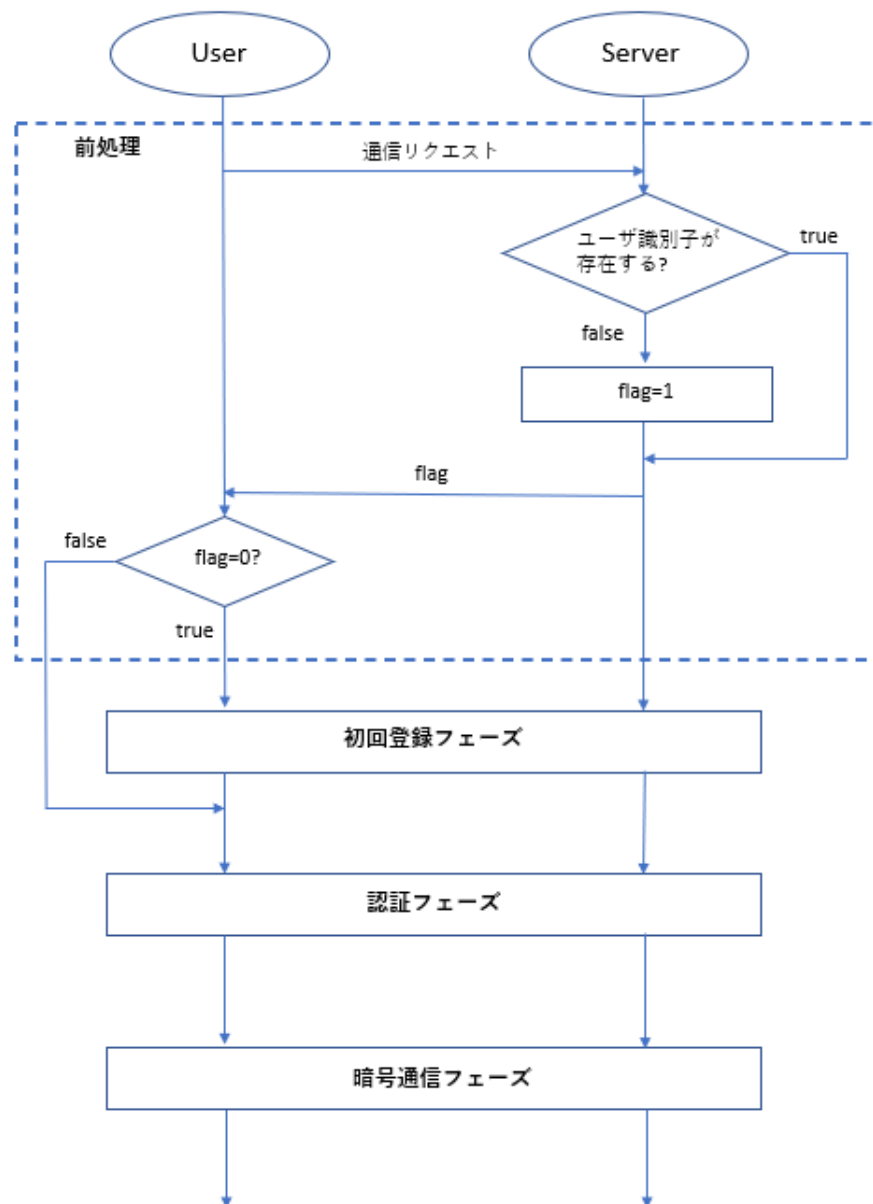 User
Server
前処理
通信リクエスト
ユーザ識別子が
存在する?
true
false
flag=1
flag
false
flag=0?
true
初回登録フェーズ
認証フェーズ
暗号通信フェーズ